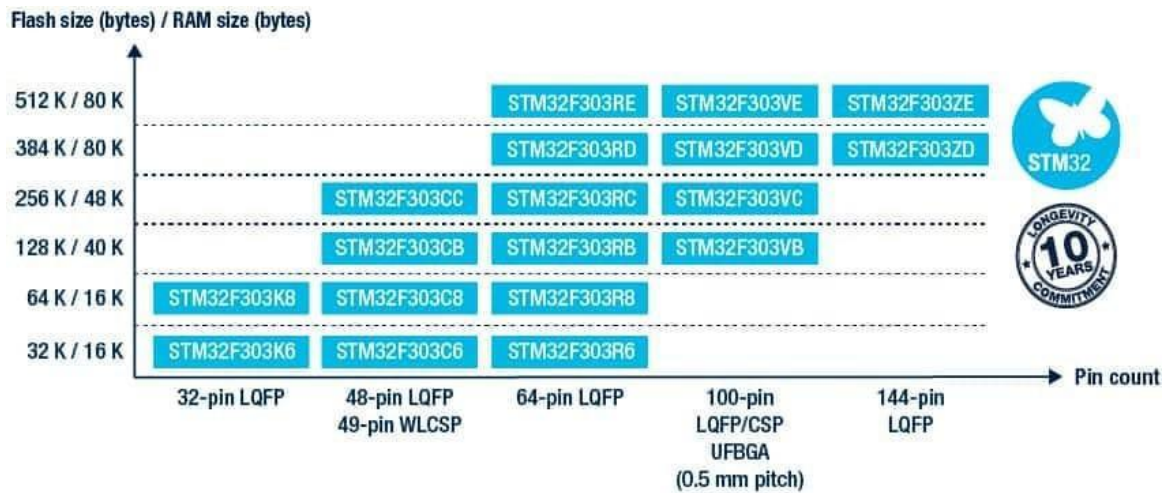 Flash size (bytes) / RAM size (bytes)
512 K / 80 K STM32F303RE STM32F303VE STM32F303ZE
384 K / 80 K STM32F303RD STM32F303VD STM32F303ZD
STM32
256 K / 48 K STM32F303CC STM32F303RC STM32F303VC
128 K / 40 K STM32F303CB STM32F303RB STM32F303VB
LONGEVITY
10
YEARS
COMMITMENT
64 K / 16 K STM32F303K8 STM32F303C8 STM32F303R8
32 K / 16 K STM32F303K6 STM32F303C6 STM32F303R6
Pin count
32-pin LQFP 48-pin LQFP 64-pin LQFP 100-pin 144-pin
49-pin WLCSP LQFP/CSP LQFP
UFBGA
(0.5 mm pitch)